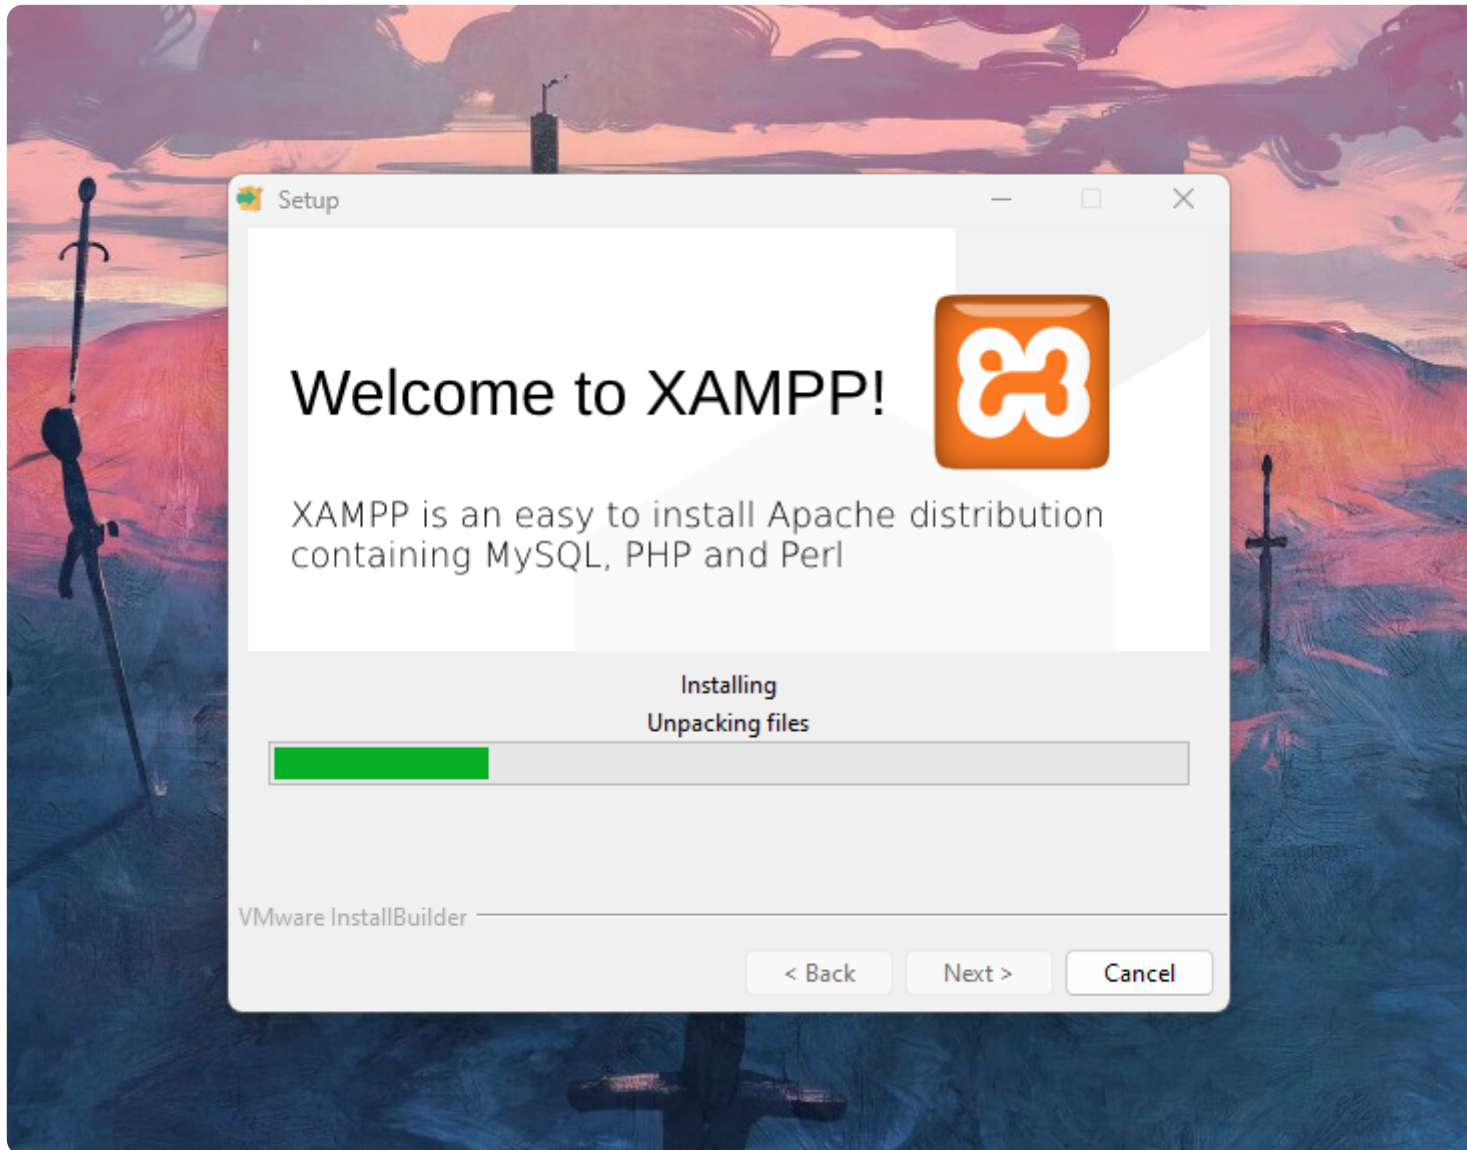 Setup
Welcome to XAMPP!
XAMPP is an easy to install Apache distribution
containing MySQL, PHP and Perl
Installing
Unpacking files
VMware InstallBuilder
< Back
Next >
Cancel